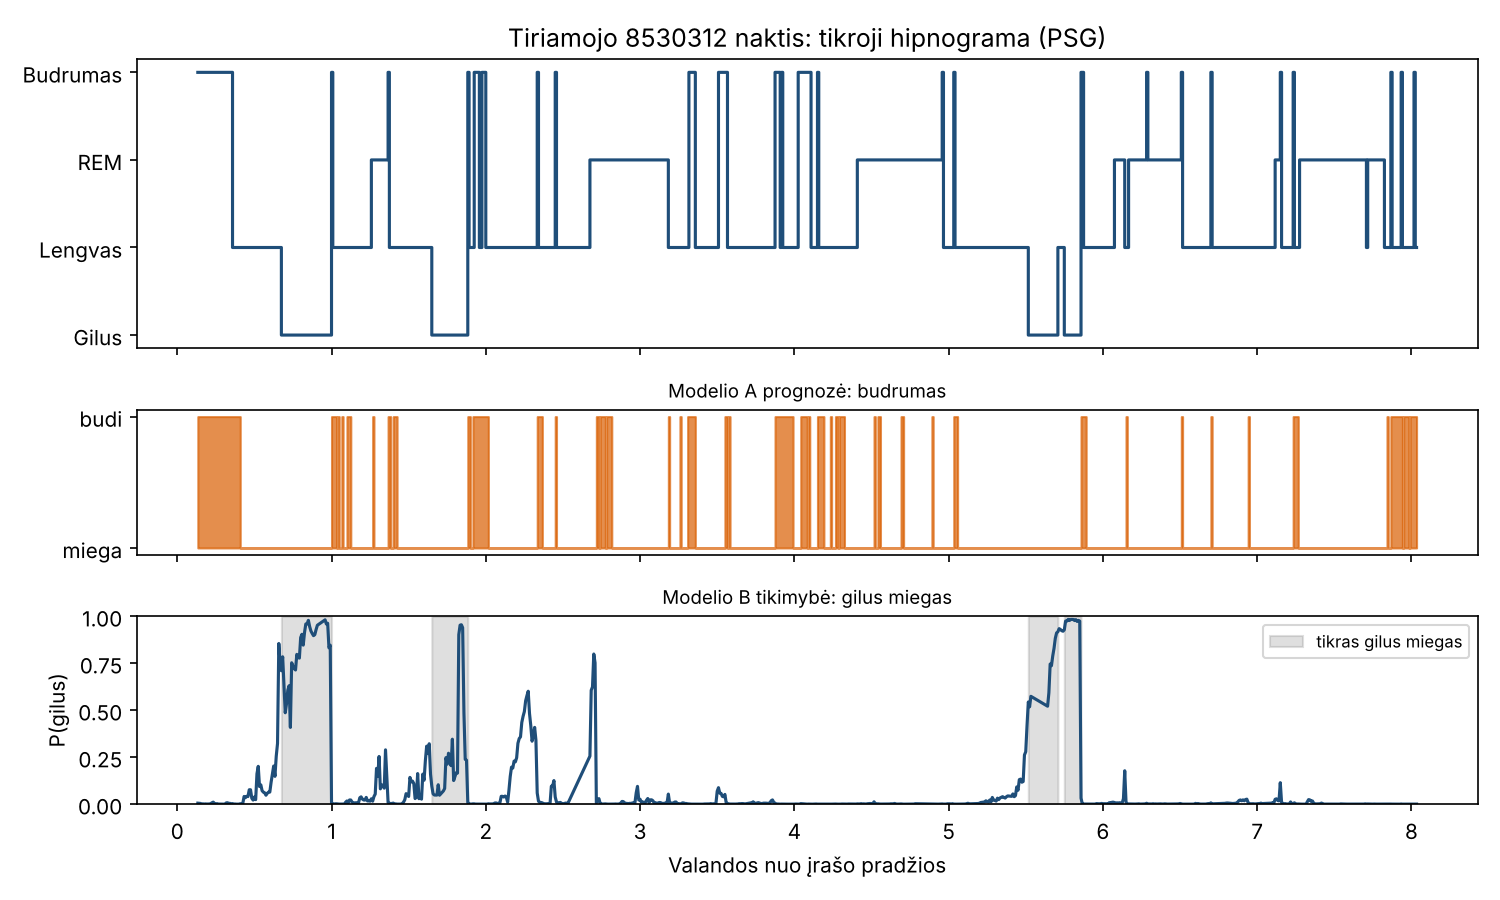 Tiriamojo 8530312 naktis: tikroji hipnograma (PSG)
Budrumas
REM
Lengvas
Gilus
Modelio A prognozė: budrumas
budi
miega
Modelio B tikimybė: gilus miegas
P(gilus)
1.00
0.75
0.50
0.25
0.00
tikras gilus miegas
0 1 2 3 4 5 6 7 8
Valandos nuo įrašo pradžios